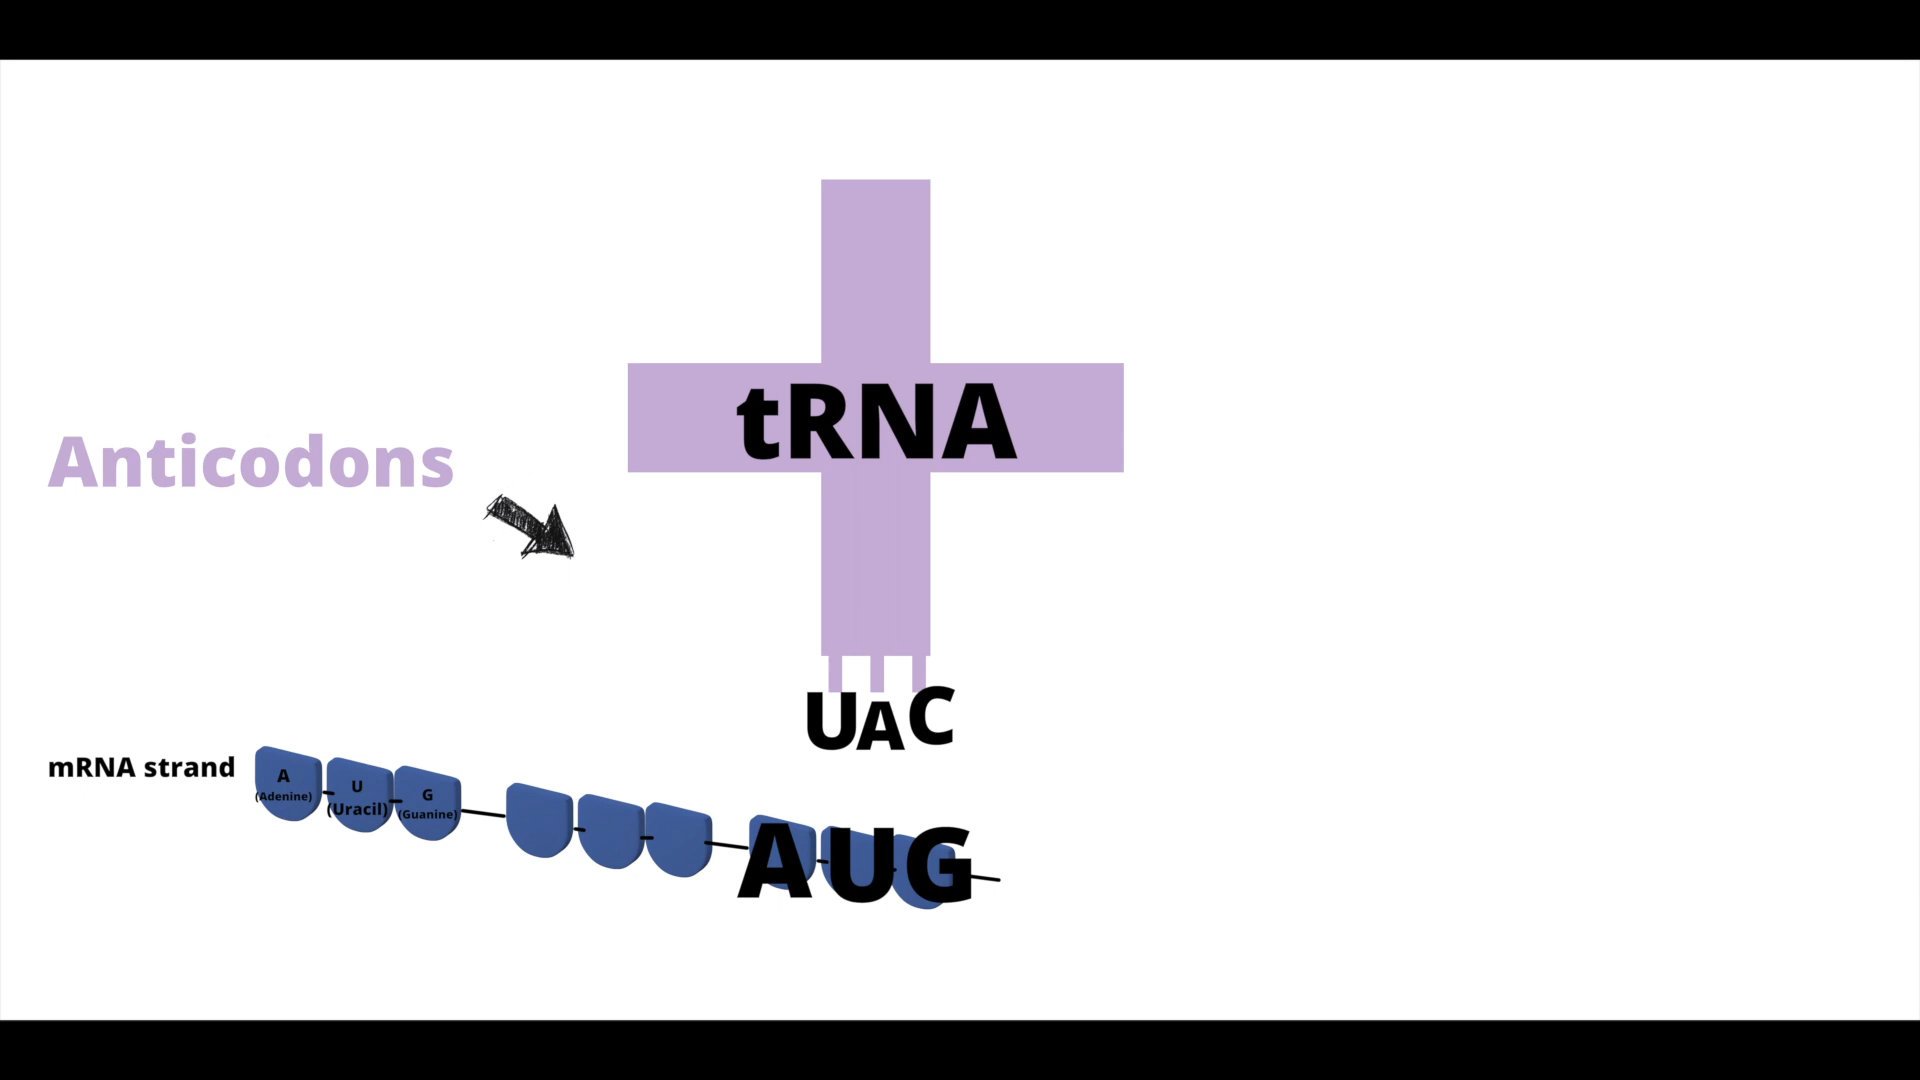 tRNA
Anticodons
UAC
mRNA strand
A
(Adenine)
U
(Uracil)
G
(Guanine)
AUG